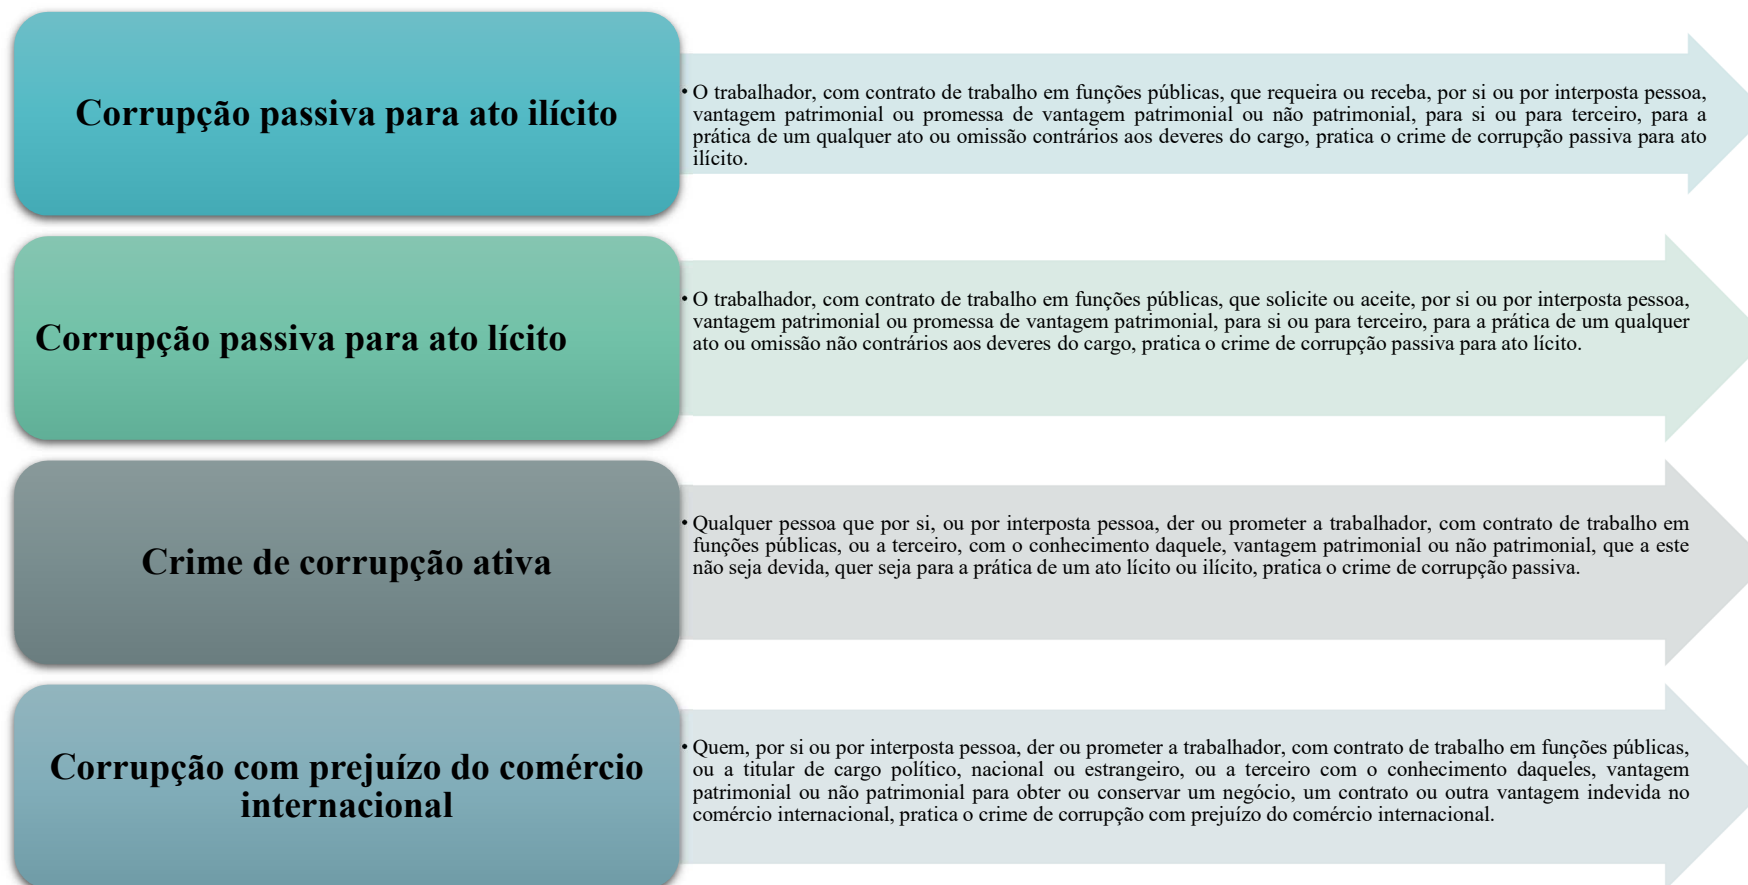 Corrupção passiva para ato ilícito
• O trabalhador, com contrato de trabalho em funções públicas, que requeira ou receba, por si ou por interposta pessoa,
vantagem patrimonial ou promessa de vantagem patrimonial ou não patrimonial, para si ou para terceiro, para a
prática de um qualquer ato ou omissão contrários aos deveres do cargo, pratica o crime de corrupção passiva para ato
ilícito.
Corrupção passiva para ato lícito
• O trabalhador, com contrato de trabalho em funções públicas, que solicite ou aceite, por si ou por interposta pessoa,
vantagem patrimonial ou promessa de vantagem patrimonial, para si ou para terceiro, para a prática de um qualquer
ato ou omissão não contrários aos deveres do cargo, pratica o crime de corrupção passiva para ato lícito.
Crime de corrupção ativa
• Qualquer pessoa que por si, ou por interposta pessoa, der ou prometer a trabalhador, com contrato de trabalho em
funções públicas, ou a terceiro, com o conhecimento daquele, vantagem patrimonial ou não patrimonial, que a este
não seja devida, quer seja para a prática de um ato lícito ou ilícito, pratica o crime de corrupção passiva.
Corrupção com prejuízo do comércio
internacional
• Quem, por si ou por interposta pessoa, der ou prometer a trabalhador, com contrato de trabalho em funções públicas,
ou a titular de cargo político, nacional ou estrangeiro, ou a terceiro com o conhecimento daqueles, vantagem
patrimonial ou não patrimonial para obter ou conservar um negócio, um contrato ou outra vantagem indevida no
comércio internacional, pratica o crime de corrupção com prejuízo do comércio internacional.